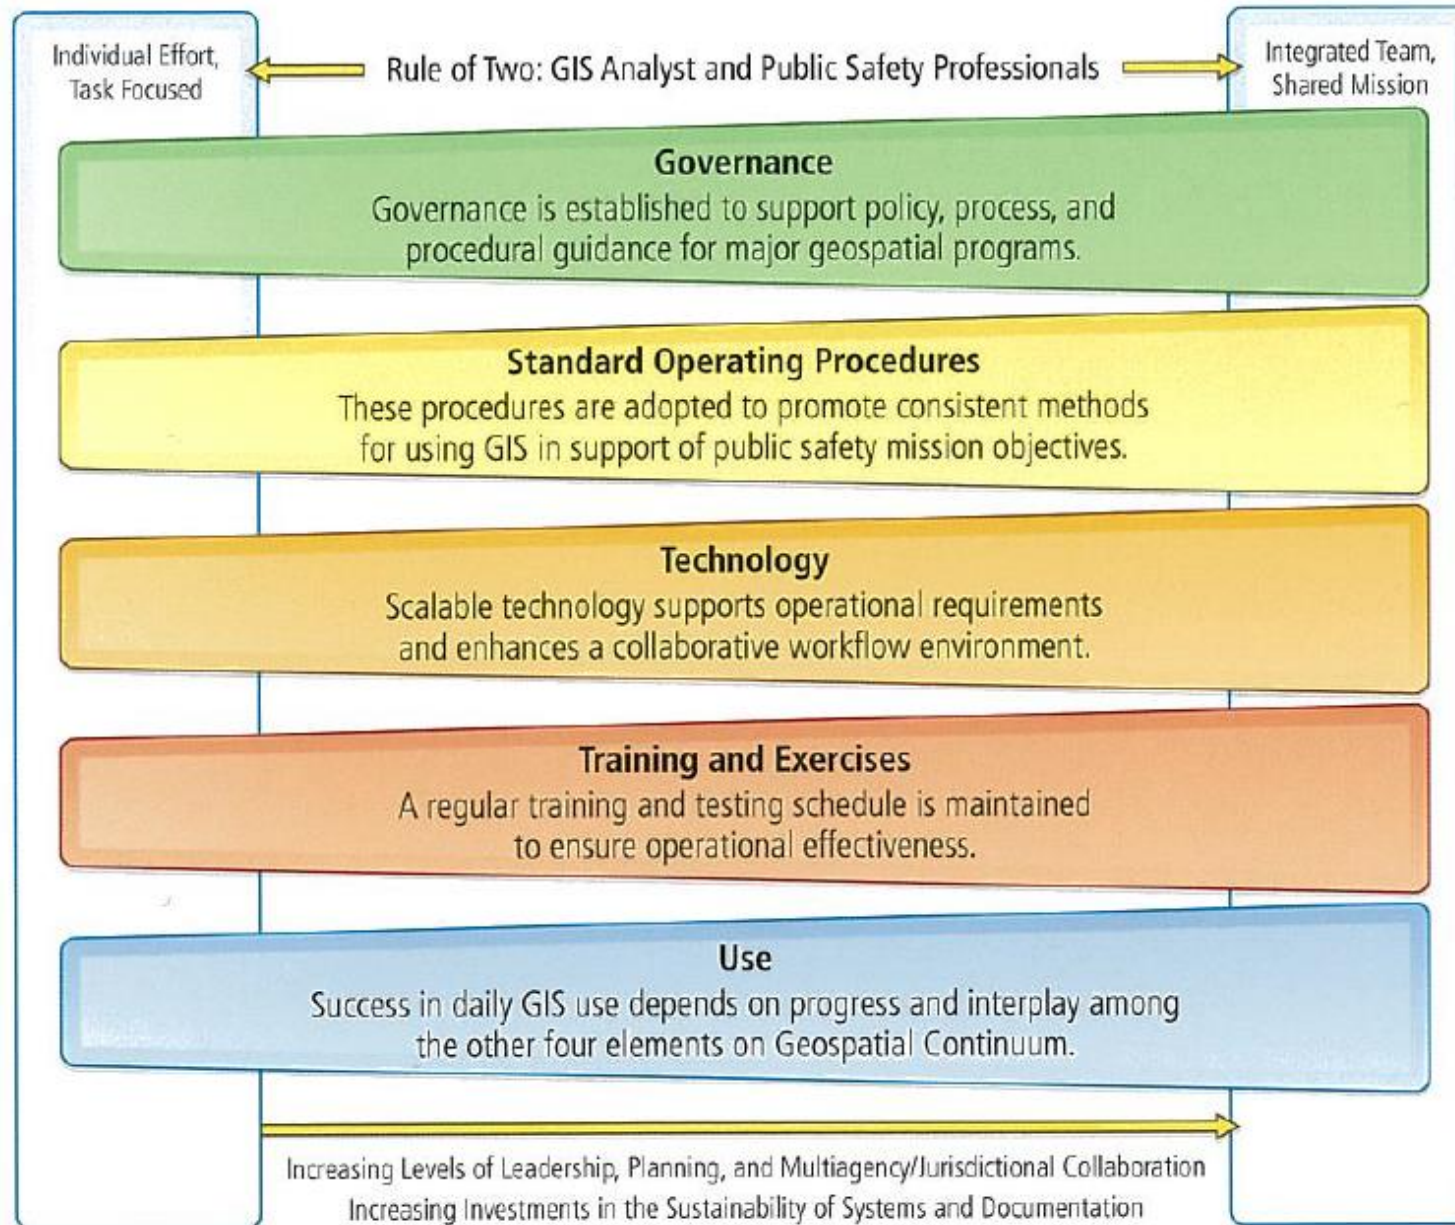 Individual Effort,
Task Focused
Rule of Two: GIS Analyst and Public Safety Professionals
Integrated Team,
Shared Mission
Governance
Governance is established to support policy, process, and
procedural guidance for major geospatial programs.
Standard Operating Procedures
These procedures are adopted to promote consistent methods
for using GIS in support of public safety mission objectives.
Technology
Scalable technology supports operational requirements
and enhances a collaborative workflow environment.
Training and Exercises
A regular training and testing schedule is maintained
to ensure operational effectiveness.
Use
Success in daily GIS use depends on progress and interplay among
the other four elements on Geospatial Continuum.
Increasing Levels of Leadership, Planning, and Multiagency/Jurisdictional Collaboration
Increasing Investments in the Sustainability of Systems and Documentation